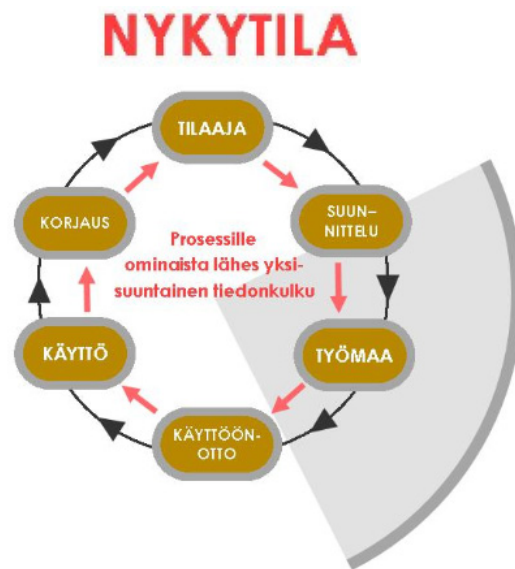 NYKYTILA
TILAAJA
KORJAUS
SUUN–
NITTELU
Prosessille
ominaista lähes yksi-
suuntainen tiedonkulku
KÄYTTÖ
TYÖMAA
KÄYTTÖÖN-
OTTO